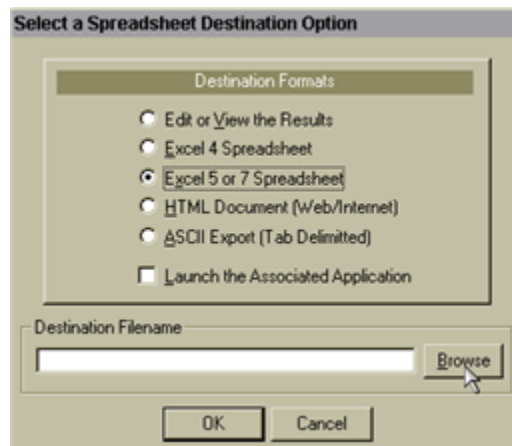 Select a Spreadsheet Destination Option
Destination Formats
Edit or View the Results
Excel 4 Spreadsheet
Excel 5 or 7 Spreadsheet
HTML Document (Web/Internet)
ASCII Export (Tab Delimitted)
Launch the Associated Application
Destination Filename
Browse
OK Cancel